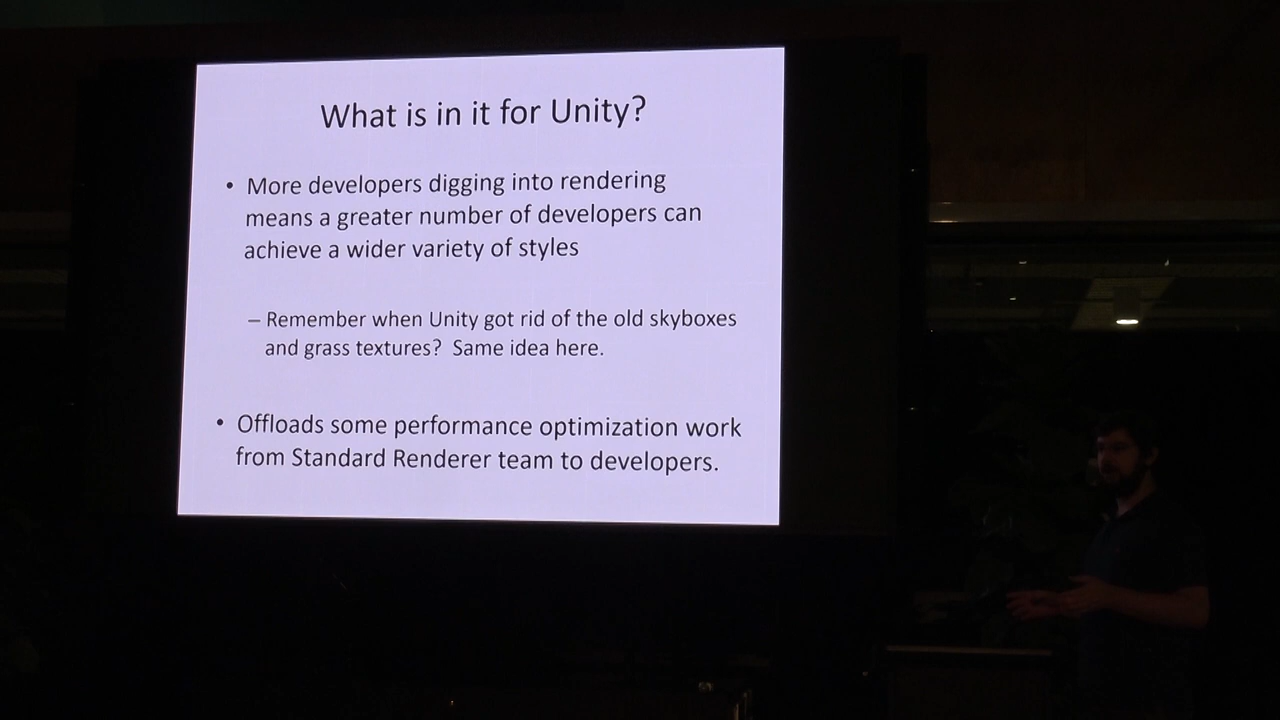 What is in it for Unity?
• More developers digging into rendering
means a greater number of developers can
achieve a wider variety of styles
– Remember when Unity got rid of the old skyboxes
and grass textures? Same idea here.
• Offloads some performance optimization work
from Standard Renderer team to developers.